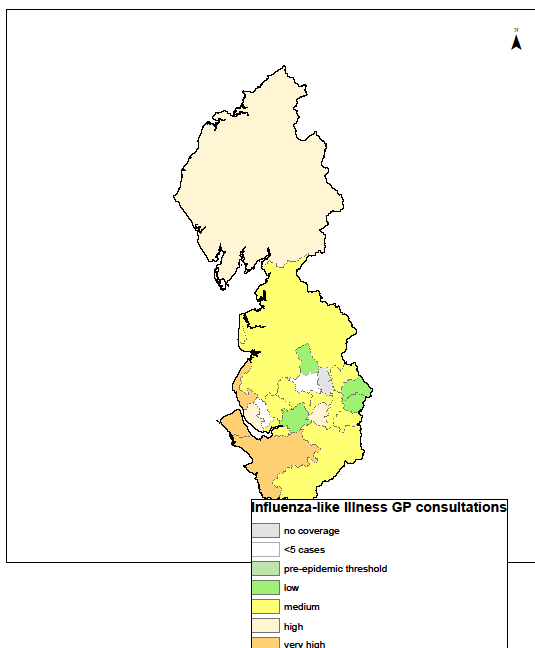 N
Influenza-like Illness GP consultations
no coverage
<5 cases
pre-epidemic threshold
low
medium
high
very high